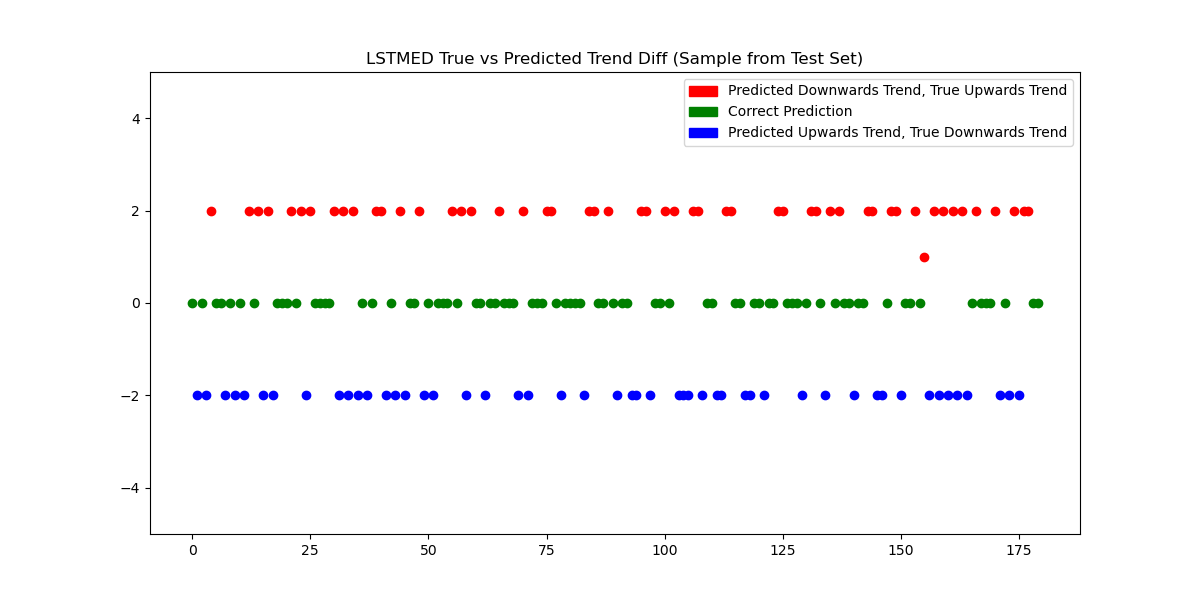 LSTMED True vs Predicted Trend Diff (Sample from Test Set)
Predicted Downwards Trend, True Upwards Trend
Correct Prediction
Predicted Upwards Trend, True Downwards Trend
4
2
0
−2
−4
0 25 50 75 100 125 150 175